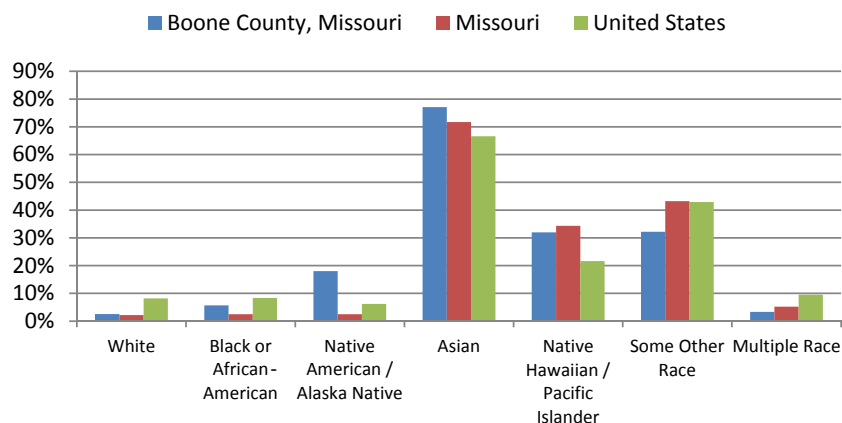 Boone County, Missouri Missouri United States
90%
80%
70%
60%
50%
40%
30%
20%
10%
0%
White
Black or
African-
American
Native
American /
Alaska Native
Asian
Native
Hawaiian /
Pacific
Islander
Some Other
Race
Multiple Race